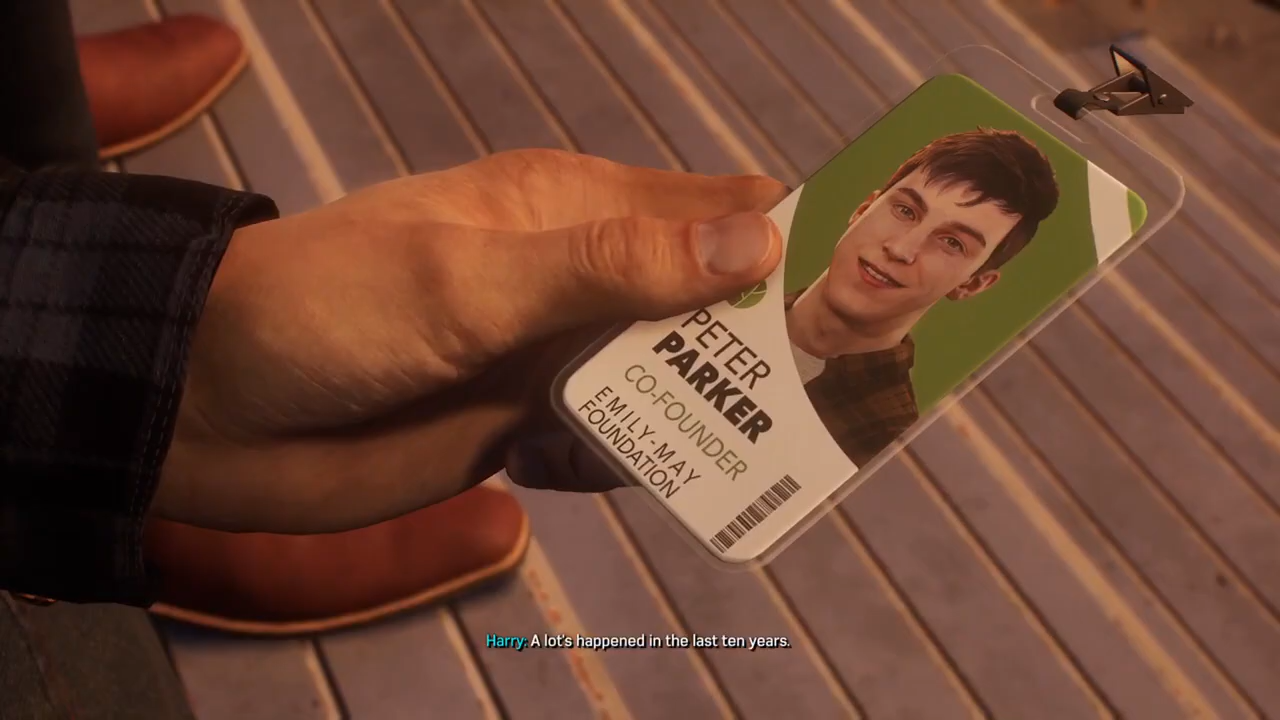 PETER
PARKER
CO-FOUNDER
EMILY-MAY
FOUNDATION
Harry: A lot's happened in the last ten years.